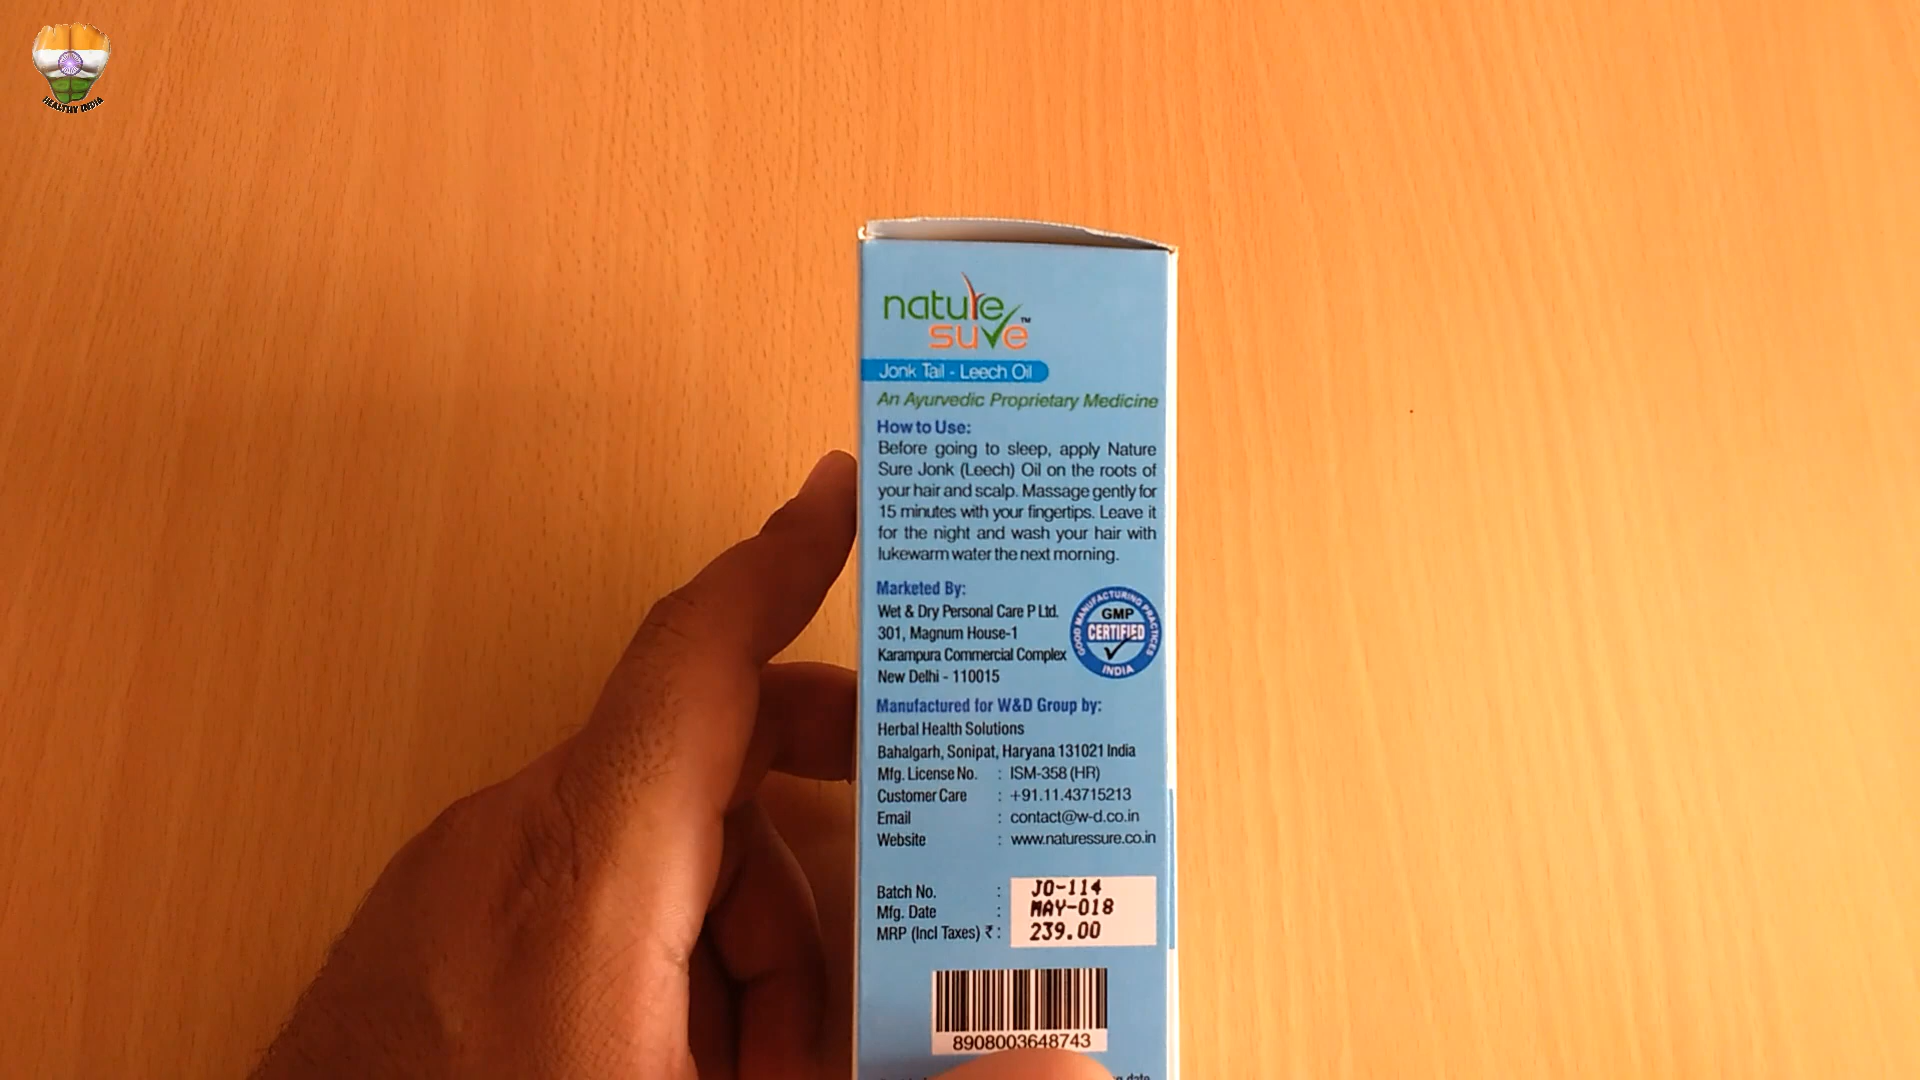 HEALTHY INDIA
nature
sure™
Jonk Tail - Leech Oil
An Ayurvedic Proprietary Medicine
How to Use:
Before going to sleep, apply Nature
Sure Jonk (Leech) Oil on the roots of
your hair and scalp. Massage gently for
15 minutes with your fingertips. Leave it
for the night and wash your hair with
lukewarm water the next morning.
Marketed By:
Wet & Dry Personal Care P Ltd.
301, Magnum House-1
Karampura Commercial Complex
New Delhi - 110015
GOOD MANUFACTURING PRACTICES
GMP
CERTIFIED
INDIA
Manufactured for W&D Group by:
Herbal Health Solutions
Bahalgarh, Sonipat, Haryana 131021 India
Mfg. License No. : ISM-358 (HR)
Customer Care : +91.11.43715213
Email : contact@w-d.co.in
Website : www.naturessure.co.in
Batch No. : JO-114
Mfg. Date : MAY-018
MRP (Incl Taxes) ₹ : 239.00
8908003648743
date